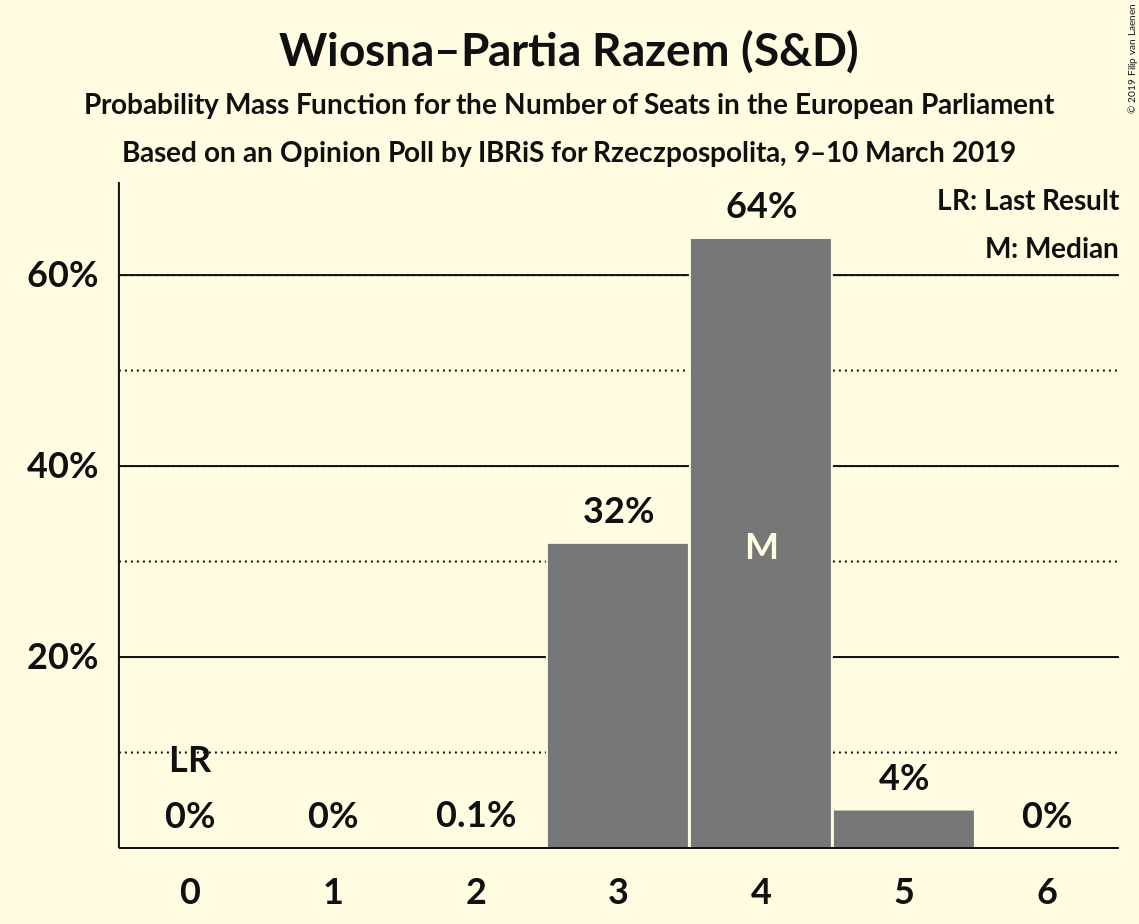 Wiosna–Partia Razem (S&D)
Probability Mass Function for the Number of Seats in the European Parliament
Based on an Opinion Poll by IBRiS for Rzeczpospolita, 9–10 March 2019
© 2019 Filip van Laenen
LR: Last Result
M: Median
64%
60%
40%
32%
M
20%
LR
4%
0% 0% 0.1% 0%
0 1 2 3 4 5 6